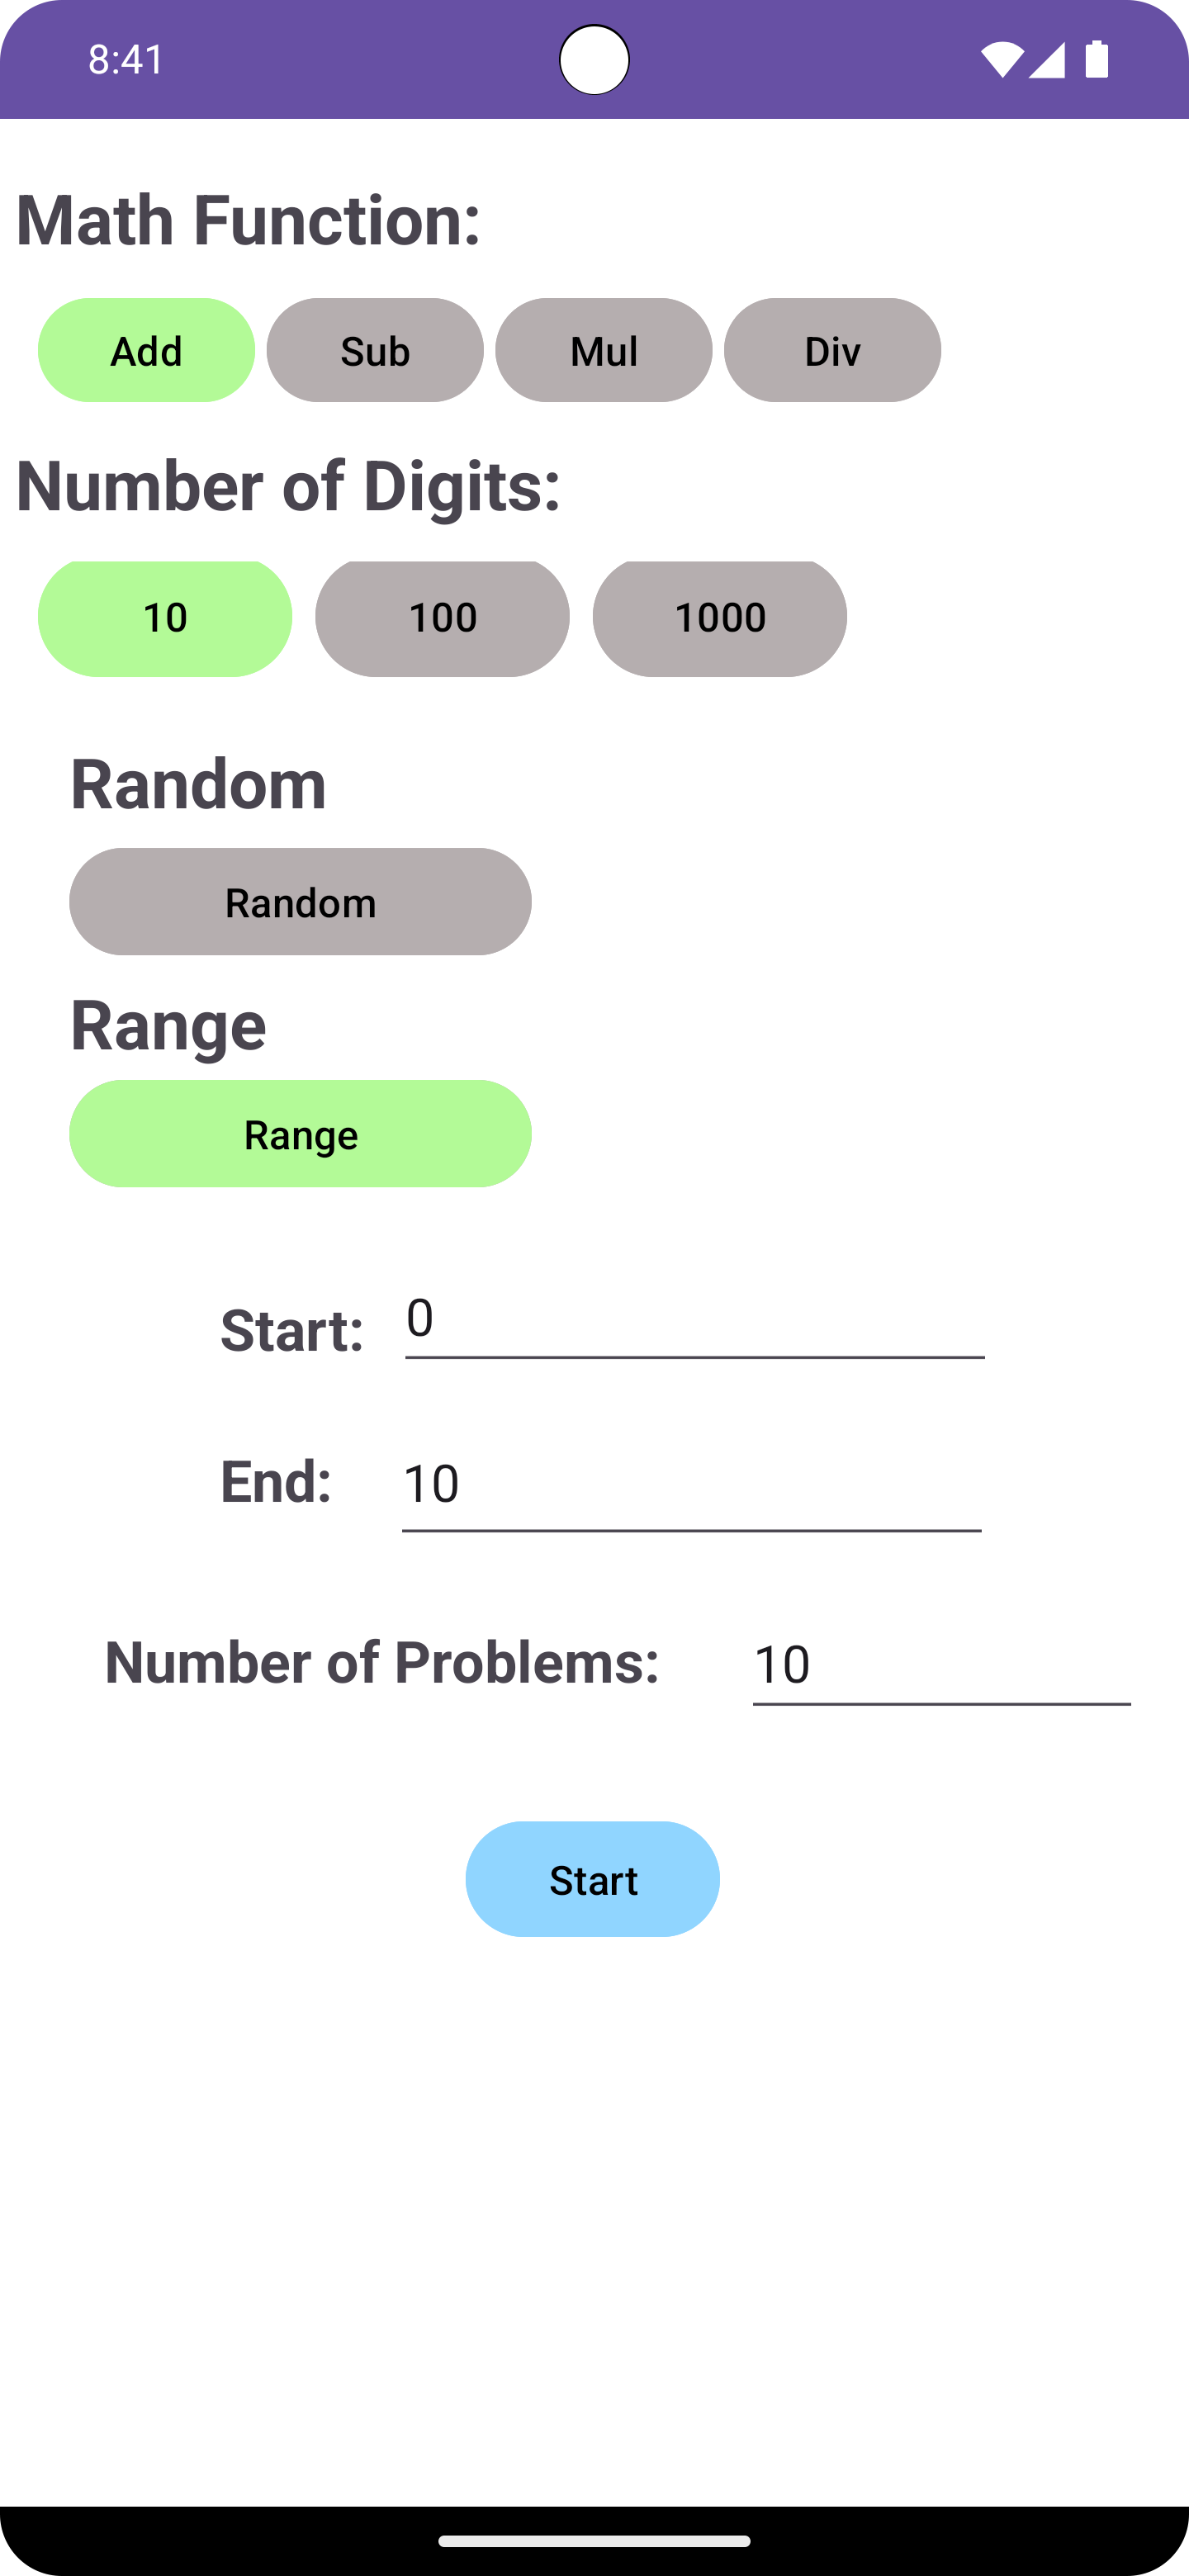 8:41
Math Function:
Add Sub Mul Div
Number of Digits:
10 100 1000
Random
Random
Range
Range
Start: 0
End: 10
Number of Problems: 10
Start